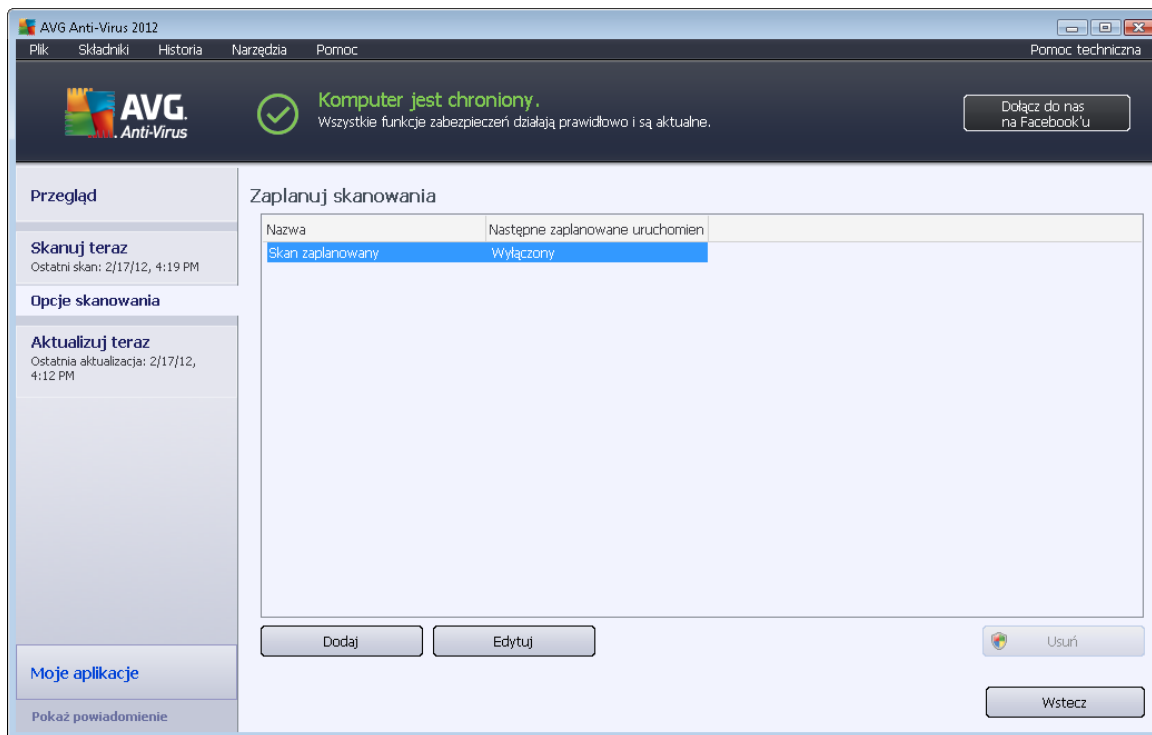 AVG Anti-Virus 2012
Plik Składniki Historia Narzędzia Pomoc Pomoc techniczna
AVG.
Anti-Virus
Komputer jest chroniony.
Wszystkie funkcje zabezpieczeń działają prawidłowo i są aktualne.
Dołącz do nas
na Facebook'u
Przegląd
Skanuj teraz
Ostatni skan: 2/17/12, 4:19 PM
Opcje skanowania
Aktualizuj teraz
Ostatnia aktualizacja: 2/17/12,
4:12 PM
Moje aplikacje
Pokaż powiadomienie
Zaplanuj skanowania
Nazwa Następne zaplanowane uruchomien
Skan zaplanowany Wyłączony
Dodaj Edytuj Usuń
Wstecz